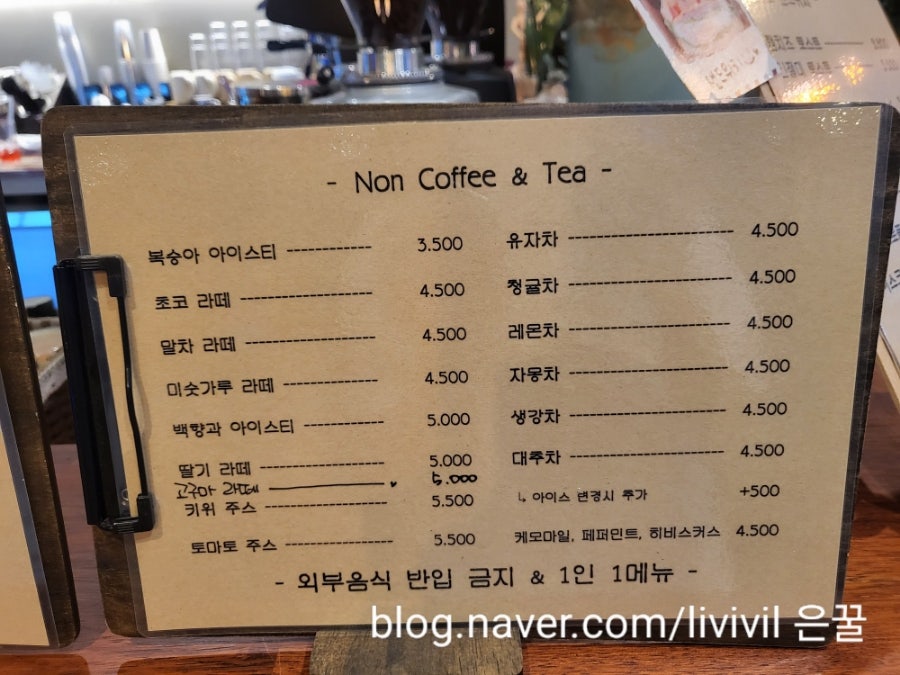 - Non Coffee & Tea -
복숭아 아이스티 ------------ 3.500
초코 라떼 ------------------- 4.500
말차 라떼 ------------------- 4.500
미숫가루 라떼 -------------- 4.500
백향과 아이스티 ----------- 5.000
딸기 라떼 ------------------ 5.000
고구마 라떼 5.000
키위 주스 ------------------ 5.500
토마토 주스 ---------------- 5.500
유자차 ------------------------ 4.500
청귤차 ------------------------ 4.500
레몬차 ------------------------ 4.500
자몽차 ------------------------ 4.500
생강차 ------------------------ 4.500
대추차 ------------------------ 4.500
↳ 아이스 변경시 추가 +500
케모마일, 페퍼민트, 히비스커스 4.500
- 외부음식 반입 금지 & 1인 1메뉴 -
blog.naver.com/livivil 은꿀